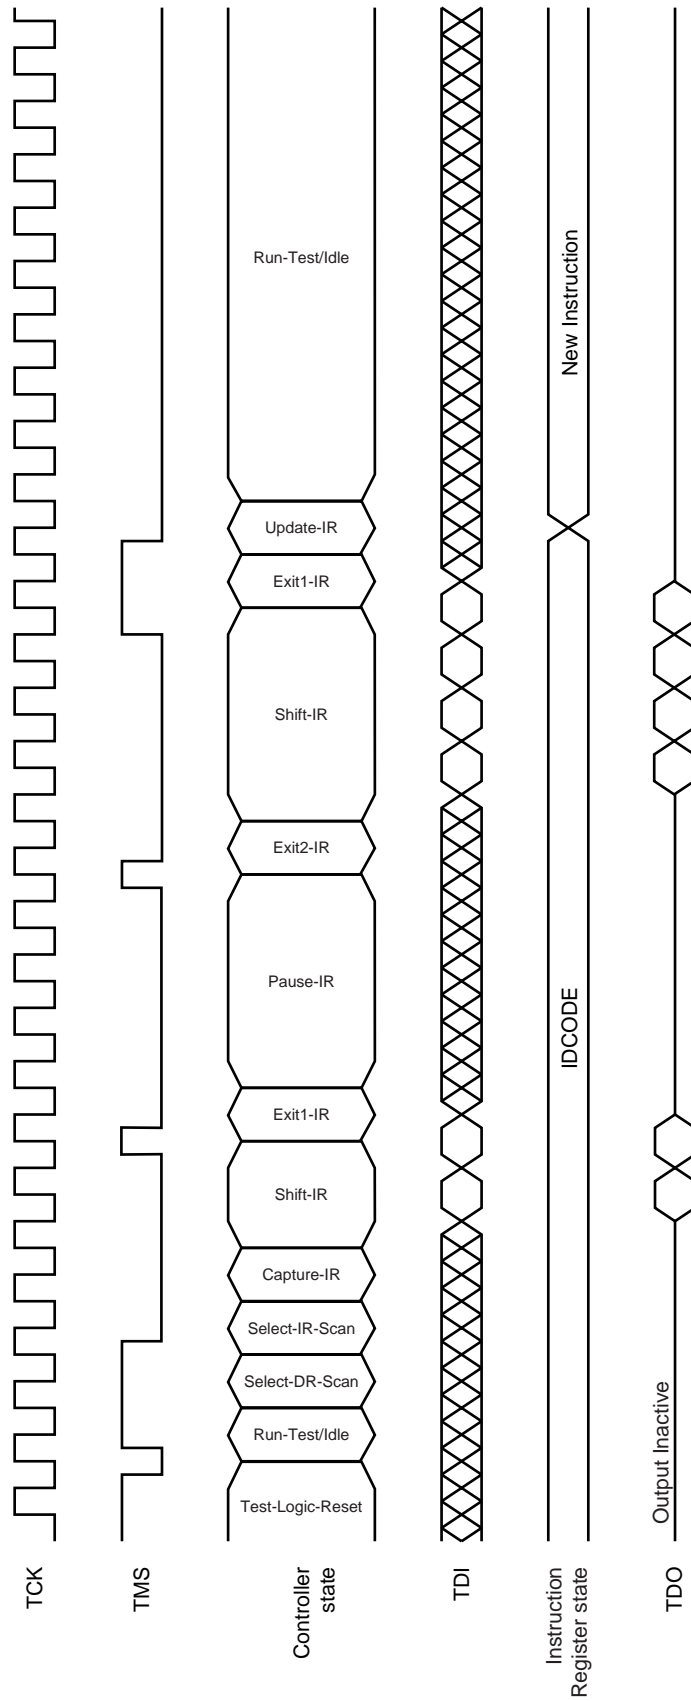 TCK
TMS
Controller
state
Test-Logic-Reset
Run-Test/Idle
Select-DR-Scan
Select-IR-Scan
Capture-IR
Shift-IR
Exit1-IR
Pause-IR
Exit2-IR
Shift-IR
Exit1-IR
Update-IR
Run-Test/Idle
TDI
Instruction
Register state
IDCODE
New Instruction
TDO
Output Inactive